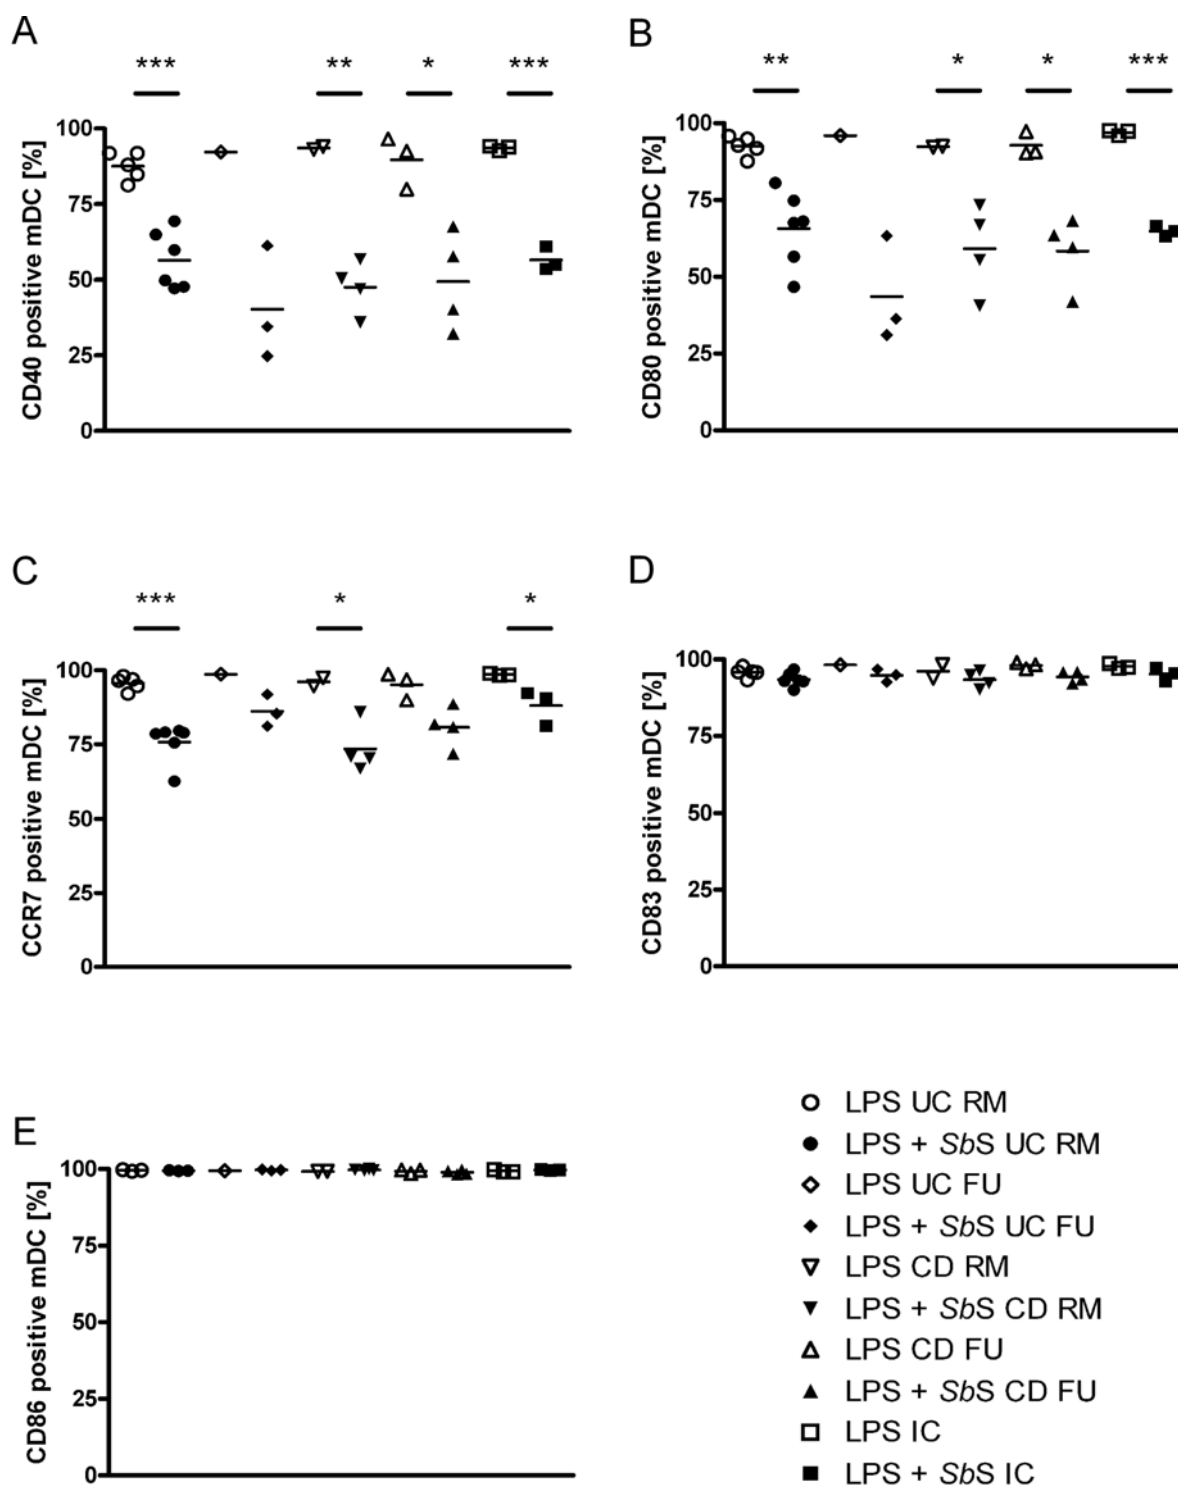 A
*** ** * ***
CD40 positive mDC [%]
100
75
50
25
0
B
** * * ***
CD80 positive mDC [%]
100
75
50
25
0
C
*** * *
CCR7 positive mDC [%]
100
75
50
25
0
D
CD83 positive mDC [%]
100
75
50
25
0
E
CD86 positive mDC [%]
100
75
50
25
0
LPS UC RM
LPS + SbS UC RM
LPS UC FU
LPS + SbS UC FU
LPS CD RM
LPS + SbS CD RM
LPS CD FU
LPS + SbS CD FU
LPS IC
LPS + SbS IC